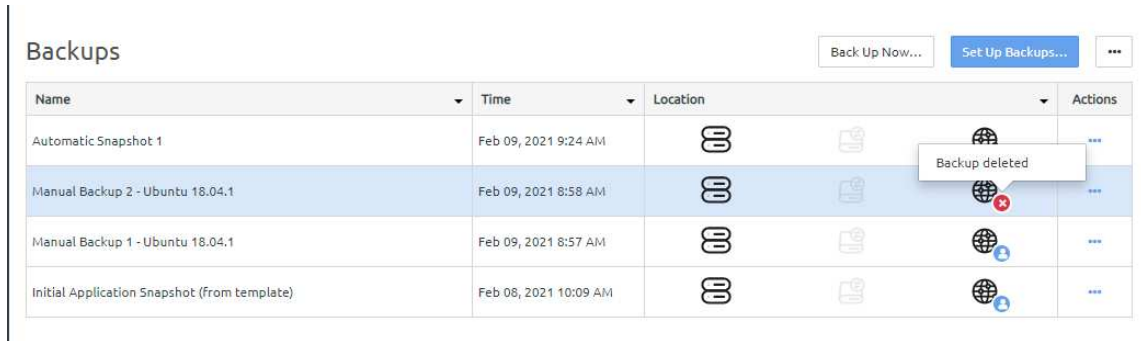 Backups
Back Up Now... Set Up Backups... •••
Name Time Location Actions
Automatic Snapshot 1 Feb 09, 2021 9:24 AM
Backup deleted
Manual Backup 2 - Ubuntu 18.04.1 Feb 09, 2021 8:58 AM
Manual Backup 1 - Ubuntu 18.04.1 Feb 09, 2021 8:57 AM
Initial Application Snapshot (from template) Feb 08, 2021 10:09 AM